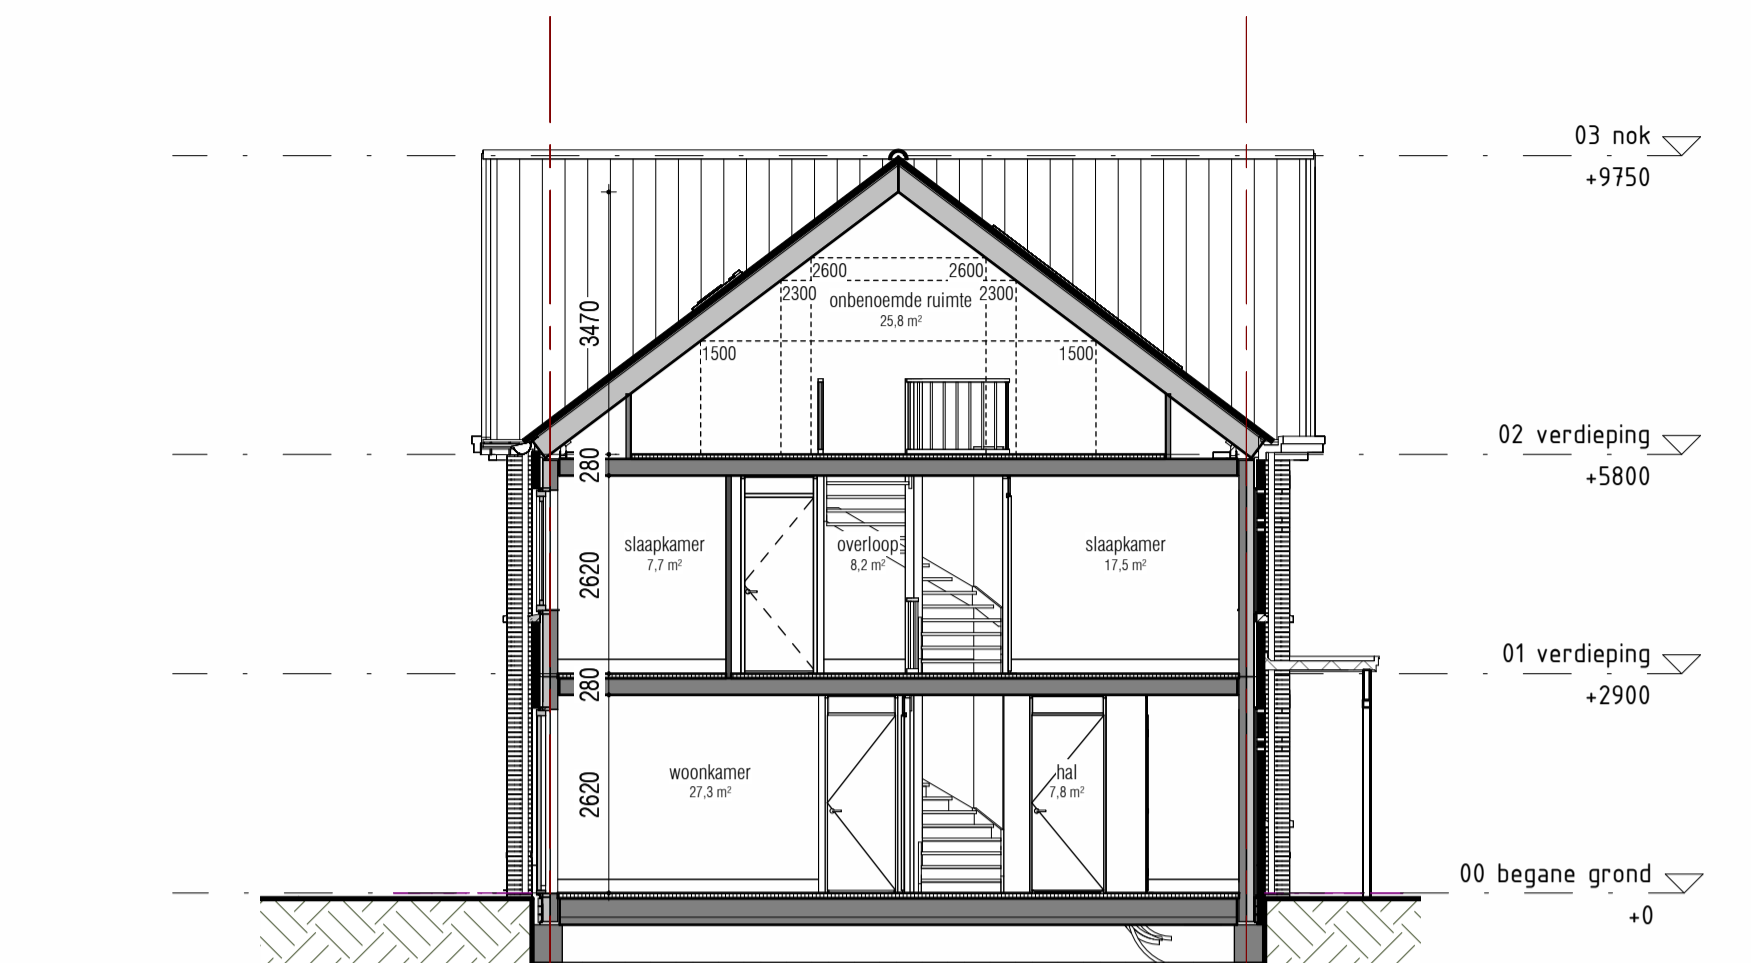 03 nok
+9750
2600 2600
2300 2300
onbenoemde ruimte
25,8 m²
3470
1500 1500
02 verdieping
+5800
280
slaapkamer
7,7 m²
overloop
8,2 m²
slaapkamer
17,5 m²
2620
01 verdieping
+2900
280
woonkamer
27,3 m²
hal
7,8 m²
2620
00 begane grond
+0